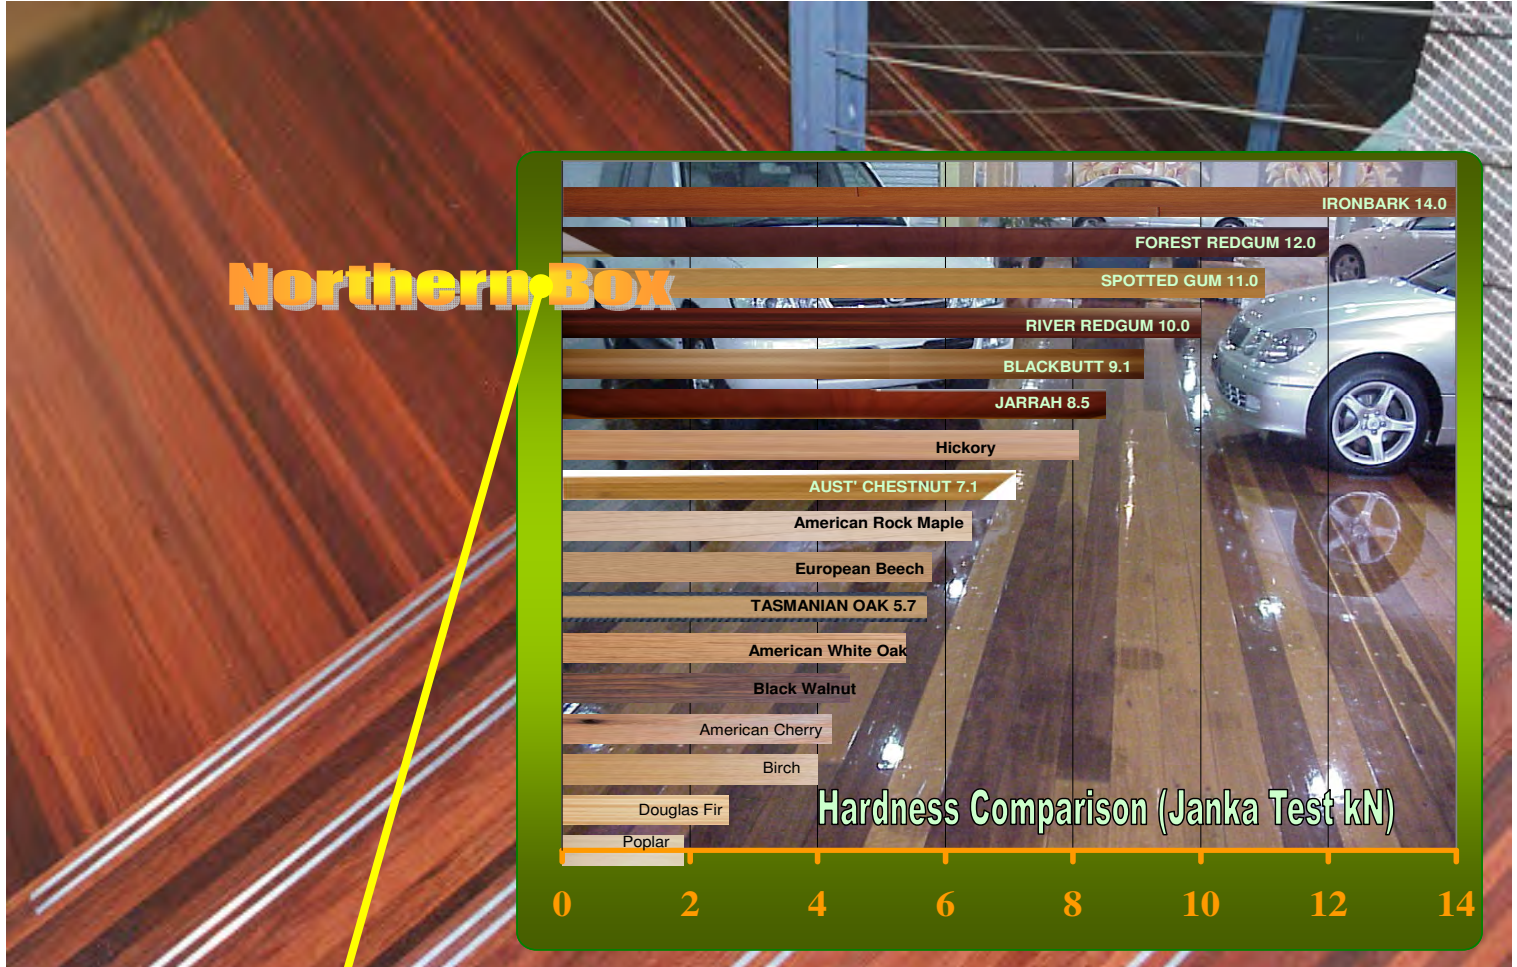 IRONBARK 14.0
FOREST REDGUM 12.0
Northern Box
SPOTTED GUM 11.0
RIVER REDGUM 10.0
BLACKBUTT 9.1
JARRAH 8.5
Hickory
AUST' CHESTNUT 7.1
American Rock Maple
European Beech
TASMANIAN OAK 5.7
American White Oak
Black Walnut
American Cherry
Birch
Douglas Fir
Hardness Comparison (Janka Test kN)
Poplar
0 2 4 6 8 10 12 14